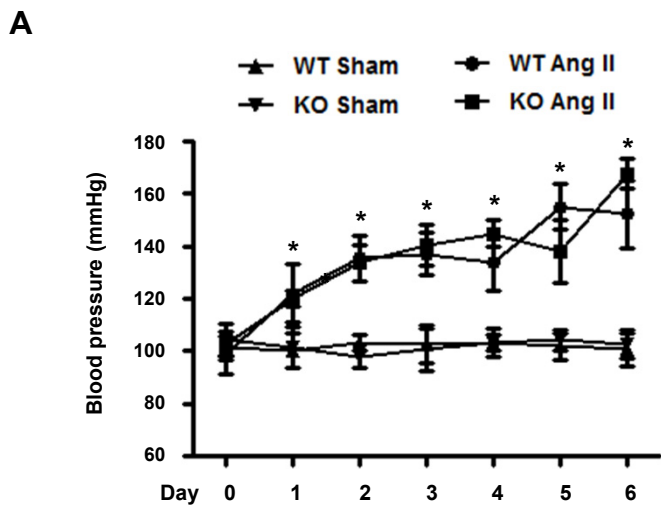 A
WT Sham WT Ang II
KO Sham KO Ang II
Blood pressure (mmHg)
180
160
140
120
100
80
60
* * * * * *
Day 0 1 2 3 4 5 6